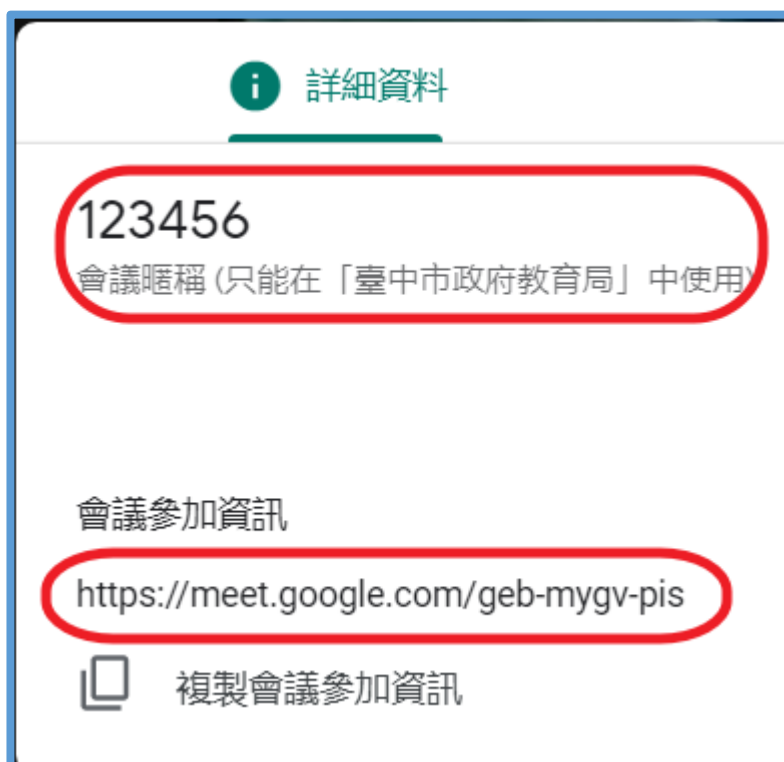 詳細資料
123456
會議暱稱 (只能在「臺中市政府教育局」中使用)
會議參加資訊
https://meet.google.com/geb-mygv-pis
複製會議參加資訊